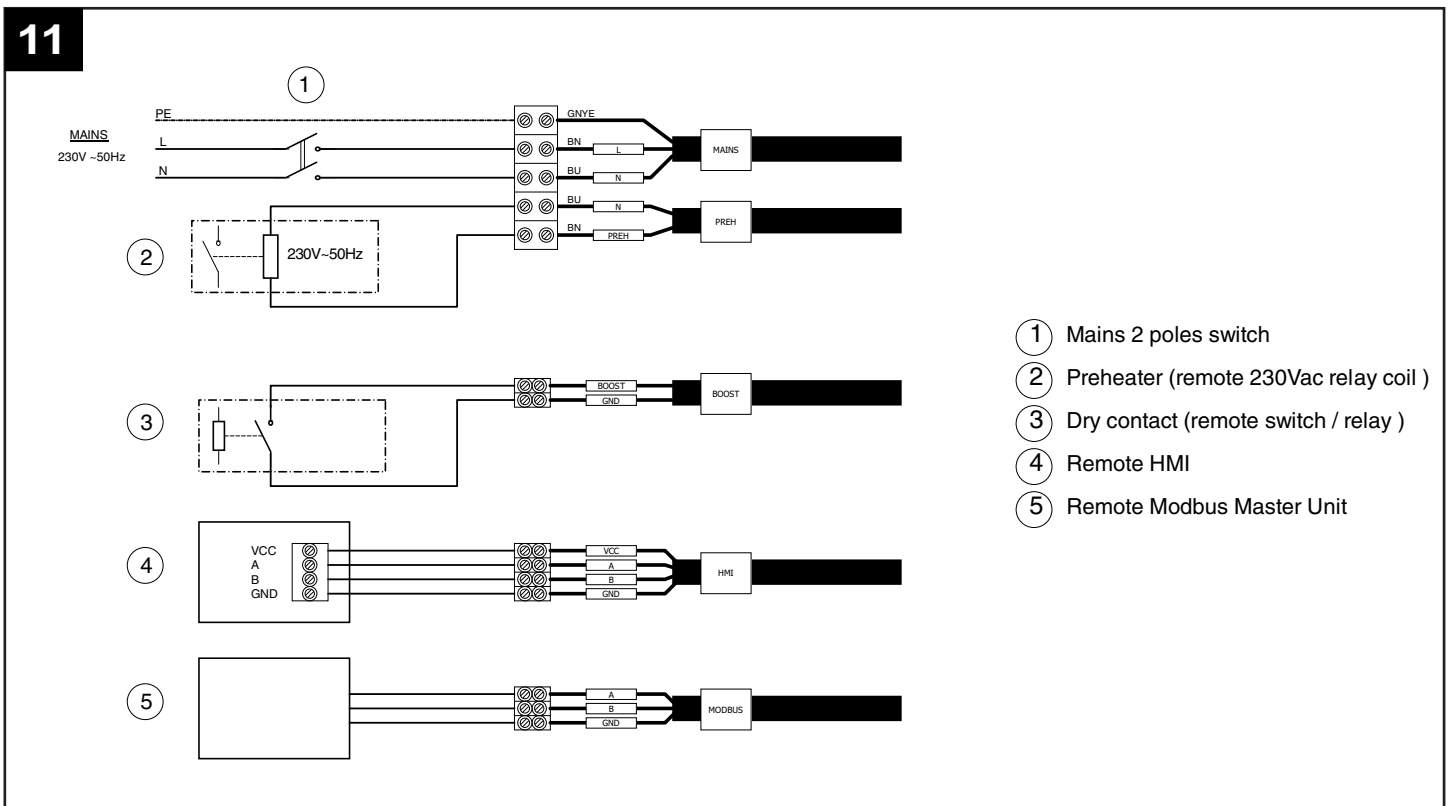 11
1
PE
MAINS
230V ~50Hz
L
N
GNYE
BN L
BU N
MAINS
BU N
BN PREH
PREH
2
230V~50Hz
3
BOOST
GND
BOOST
4
VCC
A
B
GND
VCC
A
B
GND
HMI
5
A
B
GND
MODBUS
1 Mains 2 poles switch
2 Preheater (remote 230Vac relay coil )
3 Dry contact (remote switch / relay )
4 Remote HMI
5 Remote Modbus Master Unit